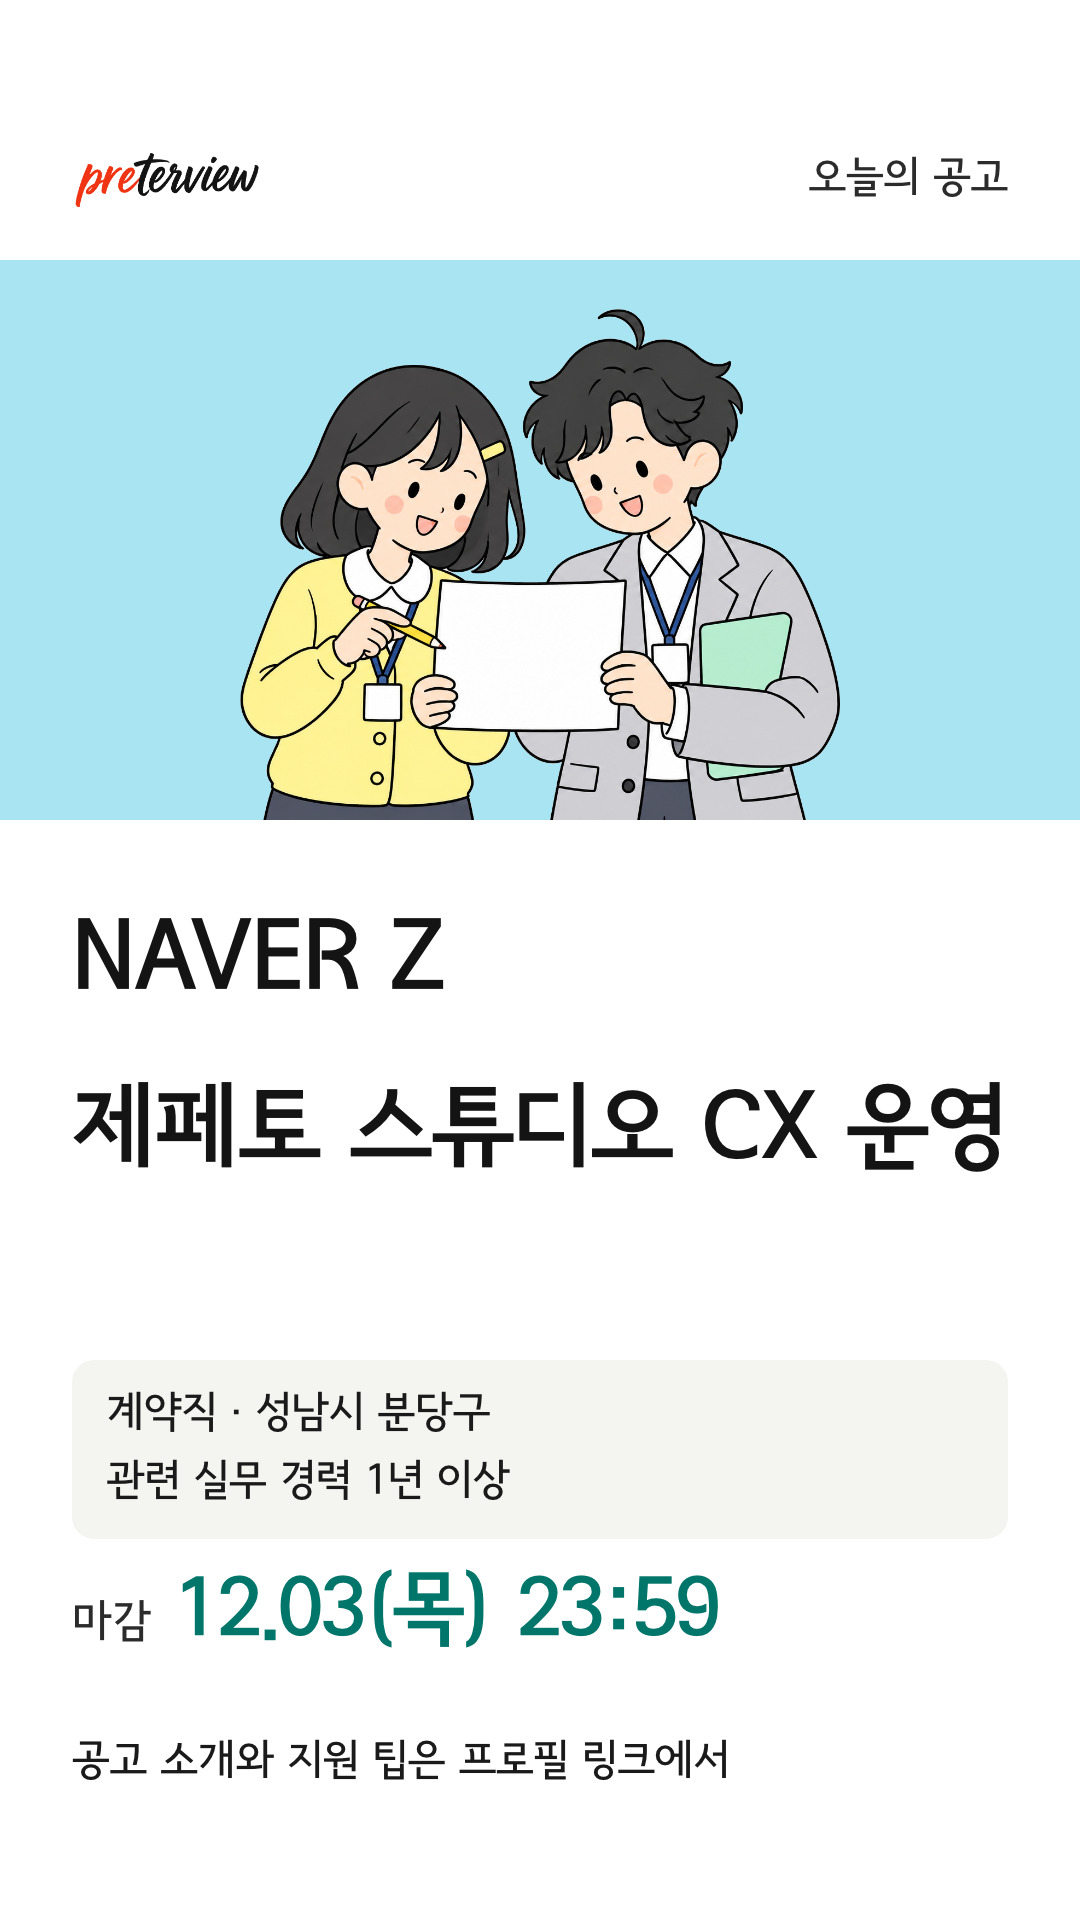 preterview
오늘의 공고
NAVER Z
제페토 스튜디오 CX 운영
계약직 · 성남시 분당구
관련 실무 경력 1년 이상
마감 12.03(목) 23:59
공고 소개와 지원 팁은 프로필 링크에서